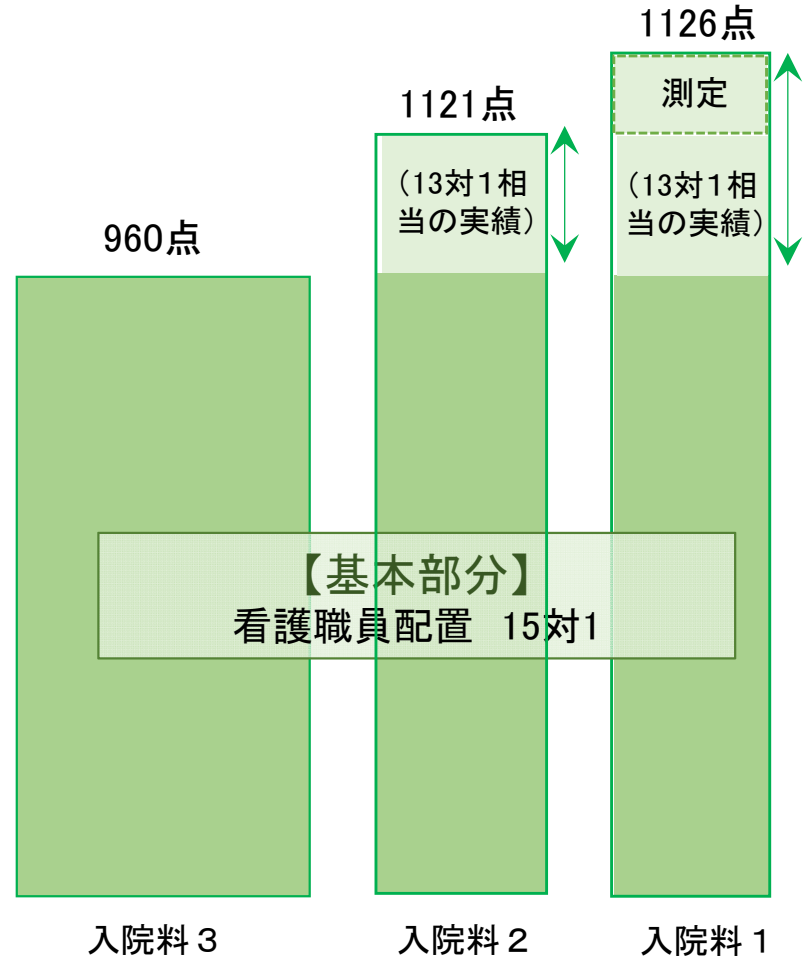 1126点
測定
1121点
(13対1相
当の実績)
(13対１相
当の実績)
960点
【基本部分】
看護職員配置　15対1
入院料３
入院料２
入院料１